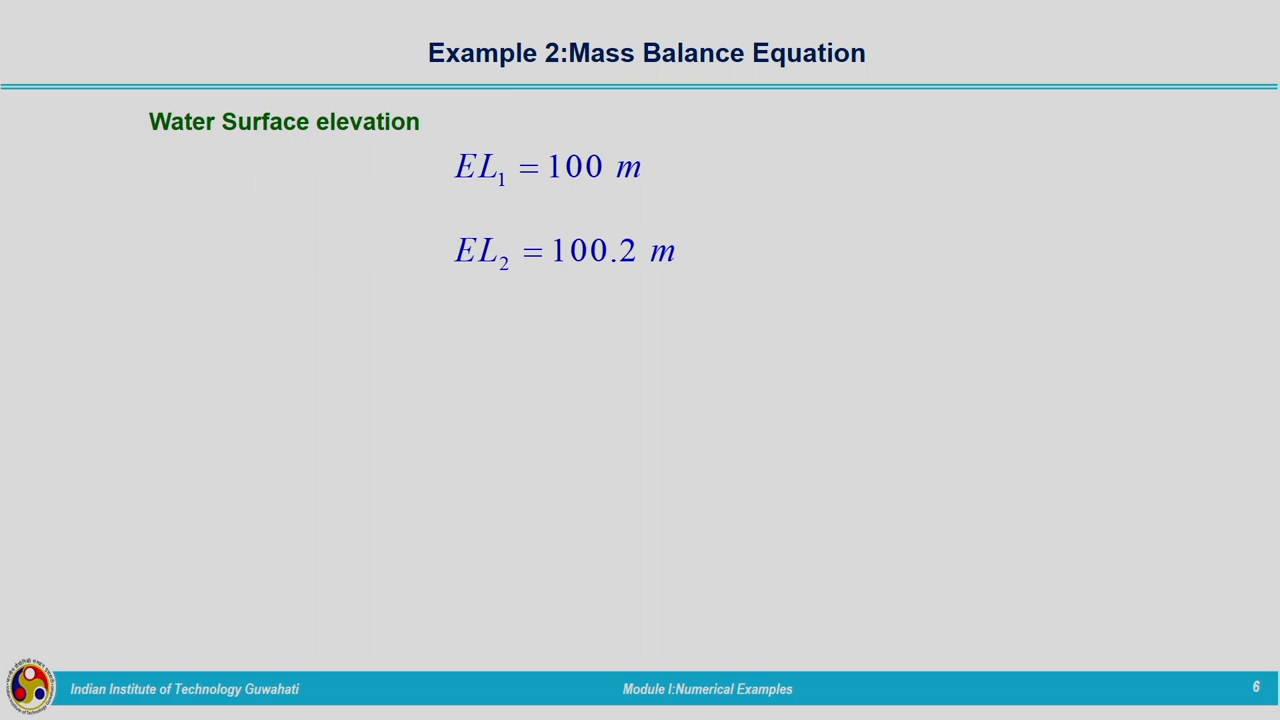 Example 2:Mass Balance Equation
Water Surface elevation
EL₁ = 100 m
EL₂ = 100.2 m
Indian Institute of Technology Guwahati
Module I:Numerical Examples
6